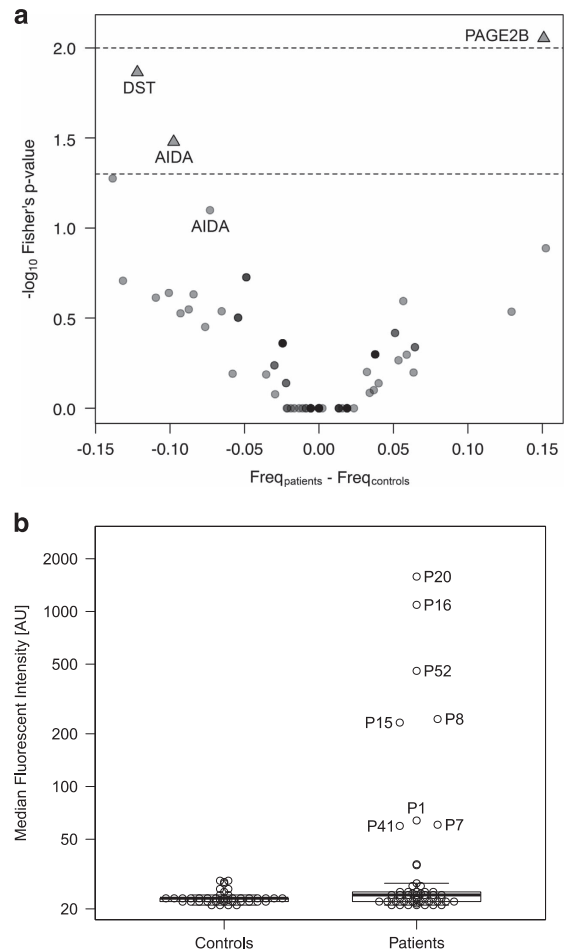 a
PAGE2B
DST
AIDA
AIDA
2.0
1.5
1.0
0.5
0.0
-log10 Fisher's p-value
-0.15 -0.10 -0.05 0.00 0.05 0.10 0.15
Freqpatients - Freqcontrols
b
2000
1000
500
200
100
50
20
Median Fluorescent Intensity [AU]
P20
P16
P52
P15 P8
P1
P41 P7
Controls Patients